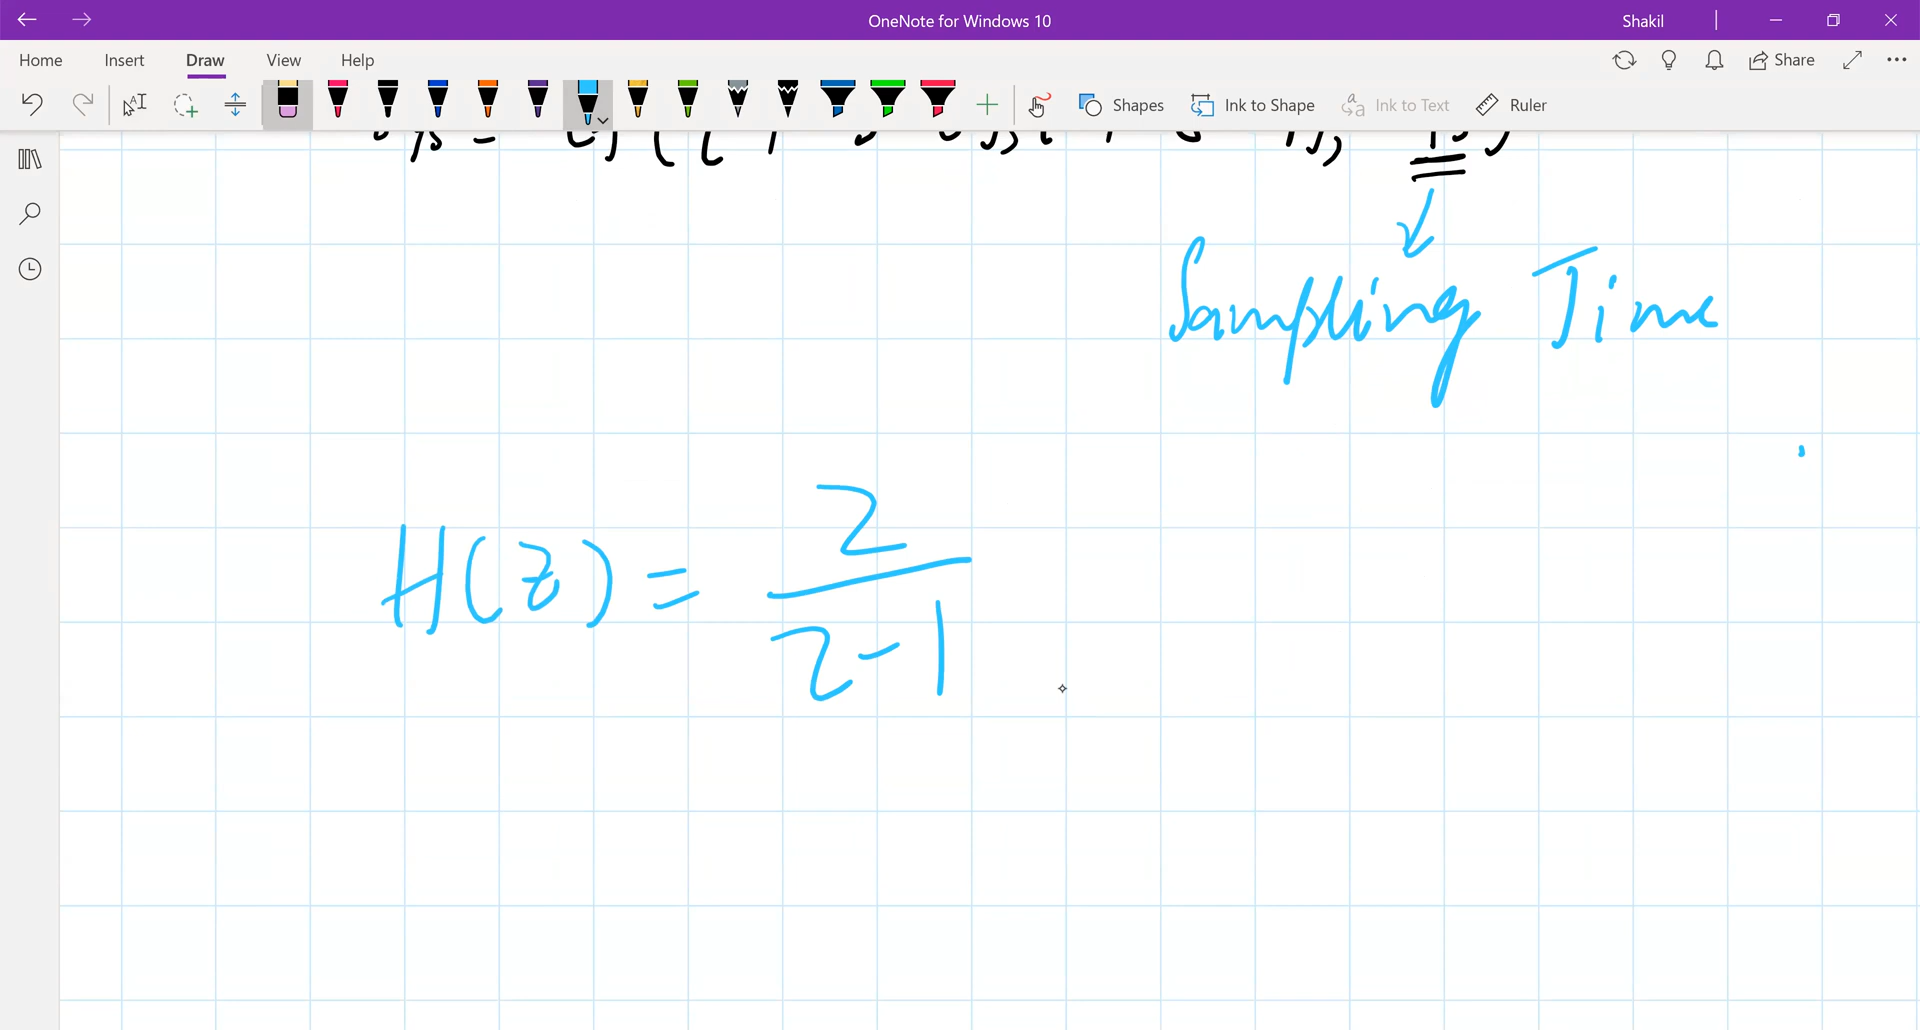 OneNote for Windows 10
Shakil
Home Insert Draw View Help
Share
Shapes Ink to Shape Ink to Text Ruler
Sampling Time
H(z) = z
z-1